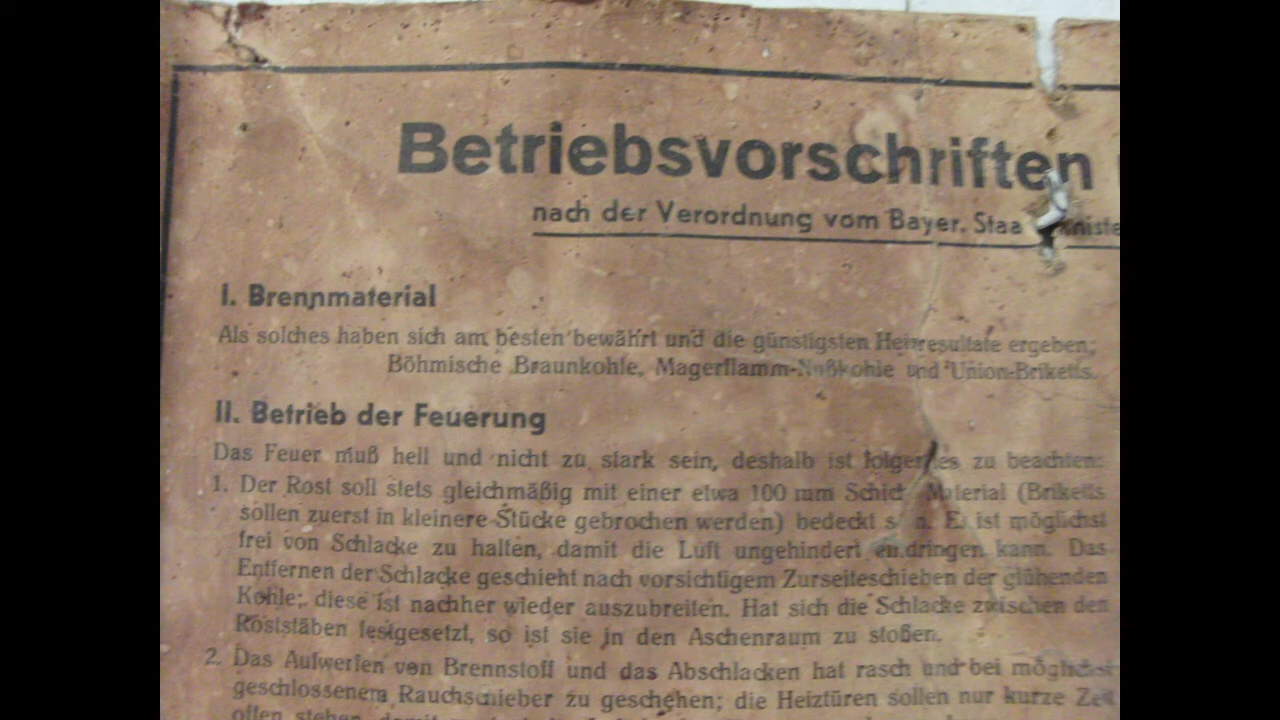 Betriebsvorschriften
nach der Verordnung vom Bayer. Staa niste
I. Brennmaterial
Als solches haben sich am besten bewährt und die günstigsten Heizresultate ergeben:
Böhmische Braunkohle, Magerflamm-Nußkohle und Union-Briketts.
II. Betrieb der Feuerung
Das Feuer muß hell und nicht zu stark sein, deshalb ist folgendes zu beachten:
1. Der Rost soll stets gleichmäßig mit einer etwa 100 mm Schicht Material (Briketts
sollen zuerst in kleinere Stücke gebrochen werden) bedeckt s n. Er ist möglichst
frei von Schlacke zu halten, damit die Luft ungehindert eindringen kann. Das
Entfernen der Schlacke geschieht nach vorsichtigem Zurseiteschieben der glühenden
Kohle; diese ist nachher wieder auszubreiten. Hat sich die Schlacke zwischen den
Roststäben festgesetzt, so ist sie in den Aschenraum zu stoßen.
2. Das Aufwerfen von Brennstoff und das Abschlacken hat rasch und bei möglichst
geschlossenem Rauchschieber zu geschehen; die Heiztüren sollen nur kurze Zeit
offen stehen, damit